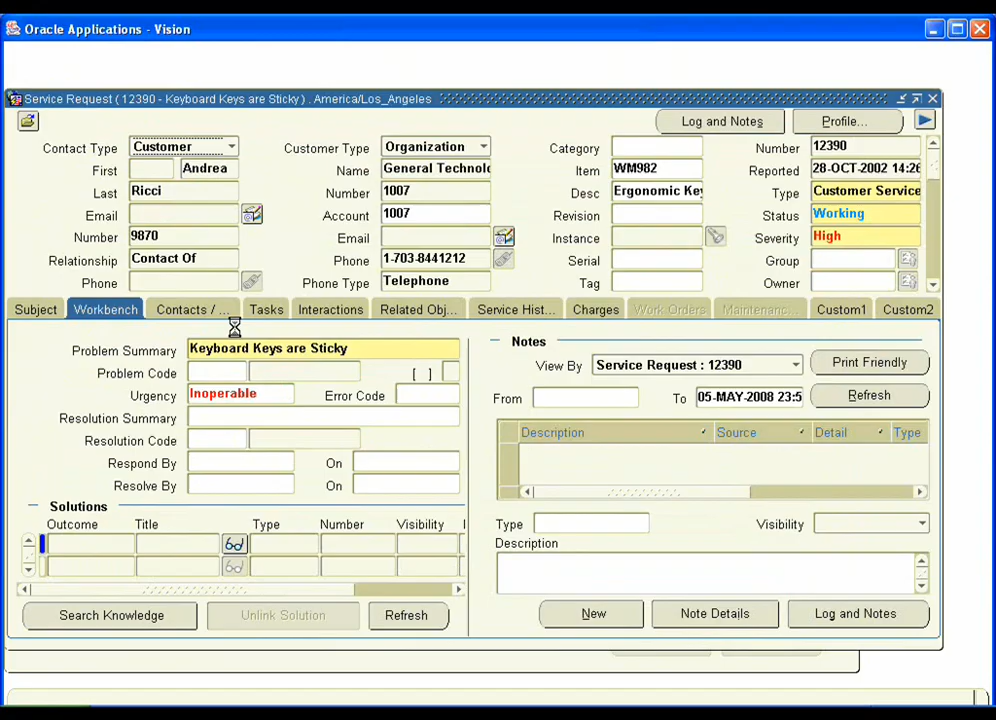 Oracle Applications - Vision
Service Request ( 12390 - Keyboard Keys are Sticky ) . America/Los_Angeles
Log and Notes
Profile...
Contact Type Customer
Customer Type Organization
Category
Number 12390
First Andrea
Name General Technolo
Item WM982
Reported 28-OCT-2002 14:26
Last Ricci
Number 1007
Desc Ergonomic Key
Type Customer Service
Email
Account 1007
Revision
Status Working
Number 9870
Email
Instance
Severity High
Relationship Contact Of
Phone 1-703-8441212
Serial
Group
Phone
Phone Type Telephone
Tag
Owner
Subject Workbench Contacts / ... Tasks Interactions Related Obj... Service Hist... Charges Work Orders Maintenanc... Custom1 Custom2
Problem Summary Keyboard Keys are Sticky
Problem Code [ ]
Urgency Inoperable Error Code
Resolution Summary
Resolution Code
Respond By On
Resolve By On
Solutions
Outcome Title Type Number Visibility
Search Knowledge Unlink Solution Refresh
Notes
View By Service Request : 12390 Print Friendly
From To 05-MAY-2008 23:5 Refresh
Description Source Detail Type
Type Visibility
Description
New Note Details Log and Notes